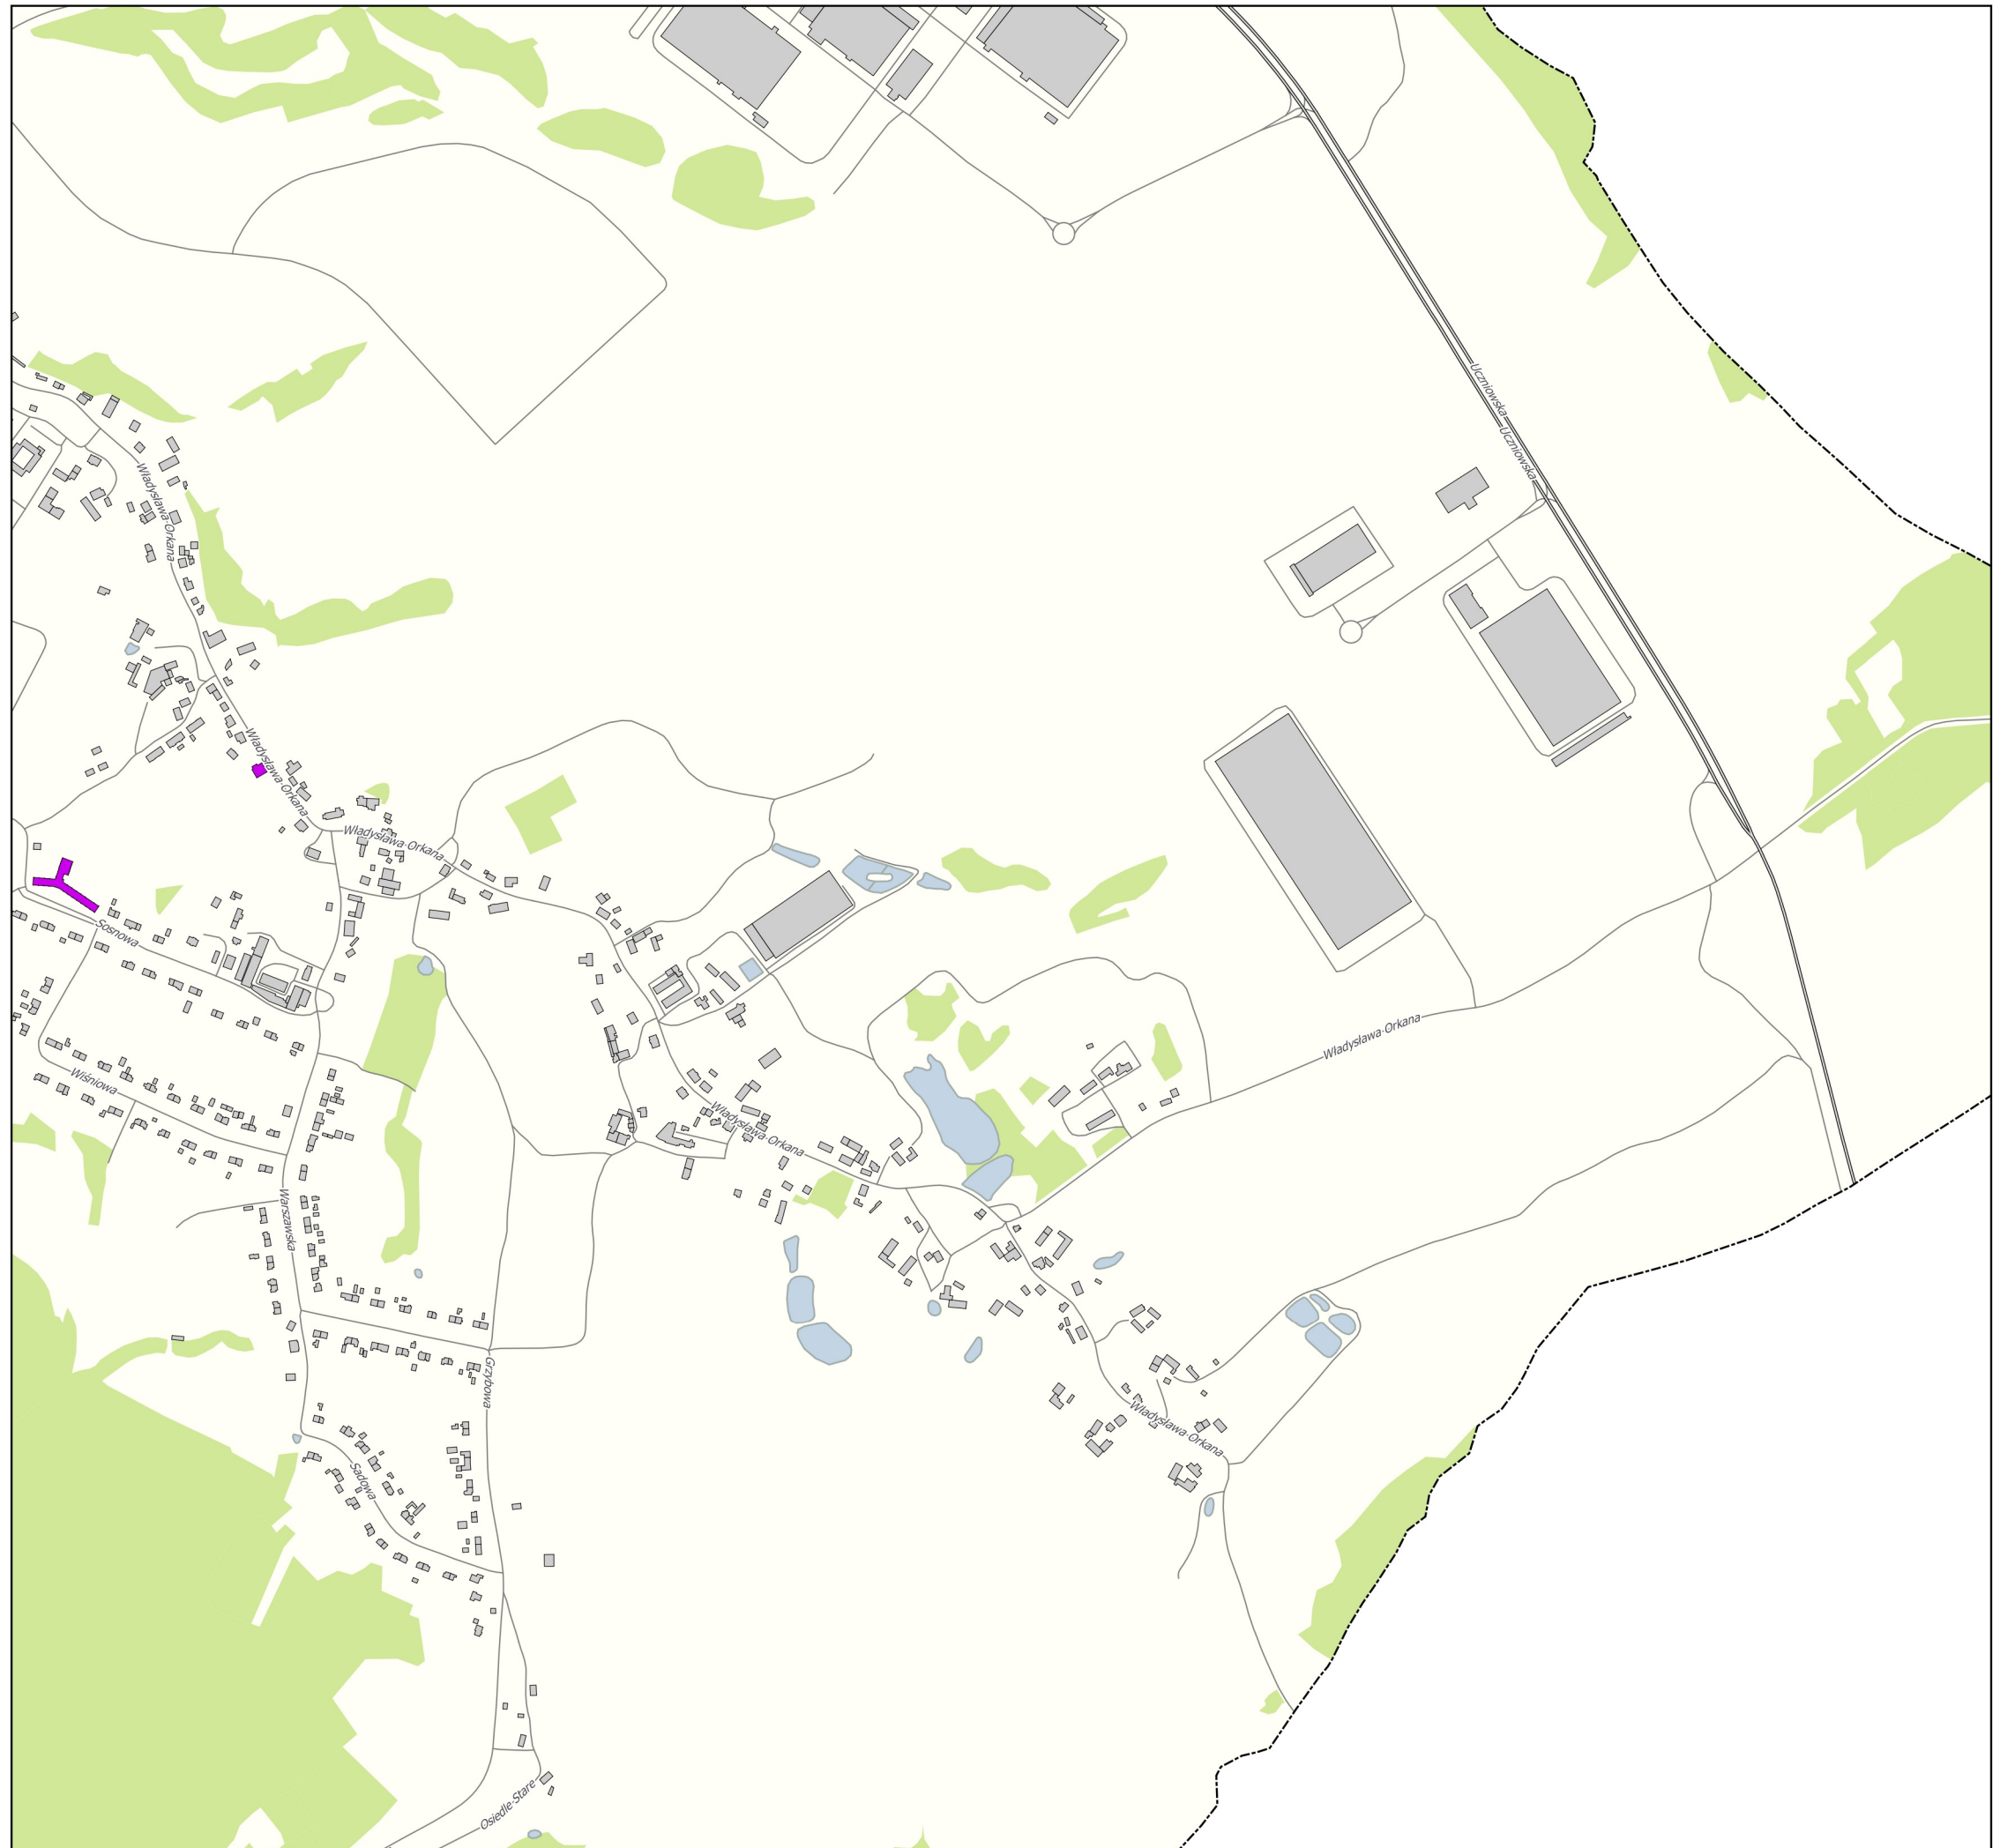 Uczniowska
Uczniowska
Władysława Orkana
Władysława Orkana
Władysława Orkana
Sosnowa
Władysława Orkana
Wiśniowa
Władysława Orkana
Warszawska
Grzybowa
Władysława Orkana
Sadowa
Osiedle Stare